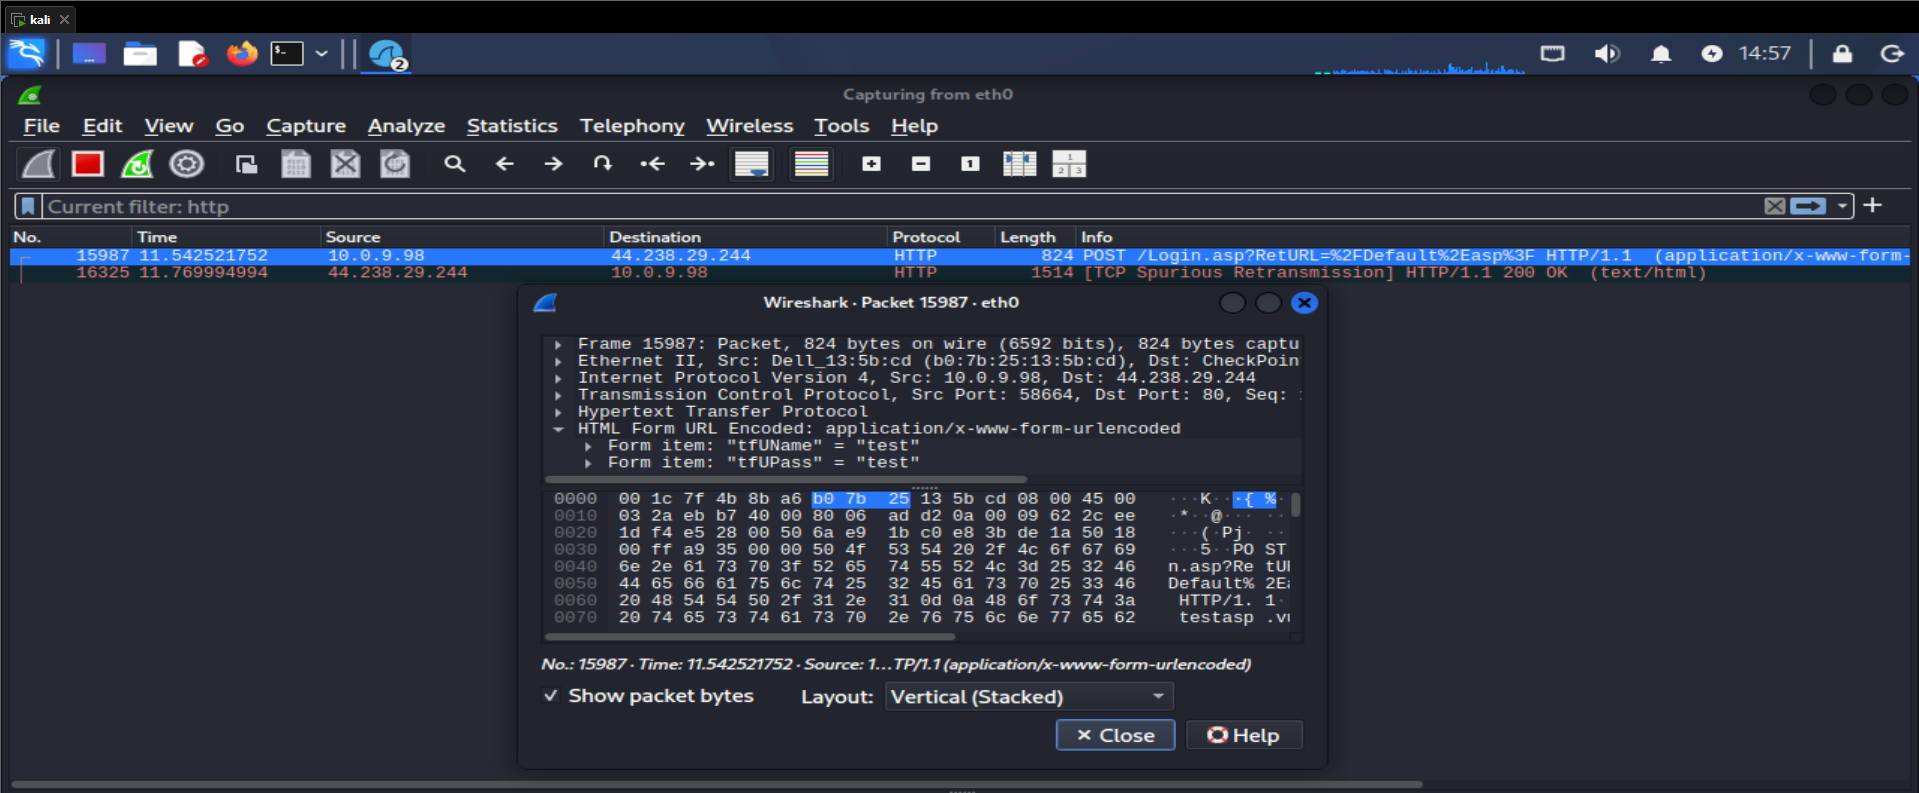 kali
2
14:57
Capturing from eth0
File Edit View Go Capture Analyze Statistics Telephony Wireless Tools Help
Current filter: http
No. Time Source Destination Protocol Length Info
15987 11.542521752 10.0.9.98 44.238.29.244 HTTP 824 POST /Login.asp?RetURL=%2FDefault%2Easp%3F HTTP/1.1 (application/x-www-form-
16325 11.769994994 44.238.29.244 10.0.9.98 HTTP 1514 [TCP Spurious Retransmission] HTTP/1.1 200 OK (text/html)
Wireshark · Packet 15987 · eth0
Frame 15987: Packet, 824 bytes on wire (6592 bits), 824 bytes captu
Ethernet II, Src: Dell_13:5b:cd (b0:7b:25:13:5b:cd), Dst: CheckPoin
Internet Protocol Version 4, Src: 10.0.9.98, Dst: 44.238.29.244
Transmission Control Protocol, Src Port: 58664, Dst Port: 80, Seq:
Hypertext Transfer Protocol
HTML Form URL Encoded: application/x-www-form-urlencoded
Form item: "tfUName" = "test"
Form item: "tfUPass" = "test"
0000 00 1c 7f 4b 8b a6 b0 7b 25 13 5b cd 08 00 45 00 ···K···{ %·
0010 03 2a eb b7 40 00 80 06 ad d2 0a 00 09 62 2c ee ·*··@···
0020 1d f4 e5 28 00 50 6a e9 1b c0 e8 3b de 1a 50 18 ···(·Pj·
0030 00 ff a9 35 00 00 50 4f 53 54 20 2f 4c 6f 67 69 ···5··PO ST
0040 6e 2e 61 73 70 3f 52 65 74 55 52 4c 3d 25 32 46 n.asp?Re tU
0050 44 65 66 61 75 6c 74 25 32 45 61 73 70 25 33 46 Default% 2Ea
0060 20 48 54 54 50 2f 31 2e 31 0d 0a 48 6f 73 74 3a HTTP/1. 1·
0070 20 74 65 73 74 61 73 70 2e 76 75 6c 6e 77 65 62 testasp .vu
No.: 15987 · Time: 11.542521752 · Source: 1…TP/1.1 (application/x-www-form-urlencoded)
Show packet bytes Layout: Vertical (Stacked)
Close Help